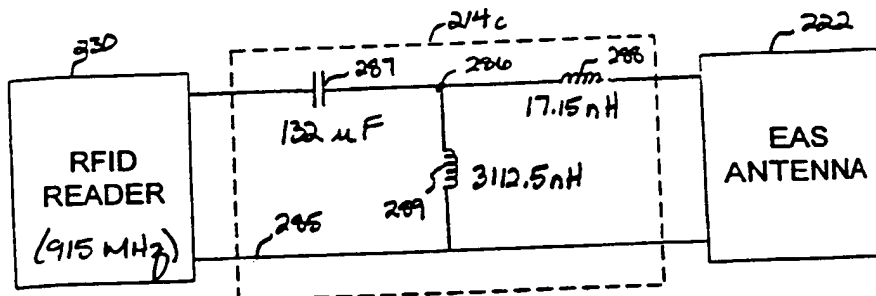 214c
230
287
286
288
222
132 uF
17.15nH
RFID
READER
(915 MHz)
289
3112.5nH
285
EAS
ANTENNA